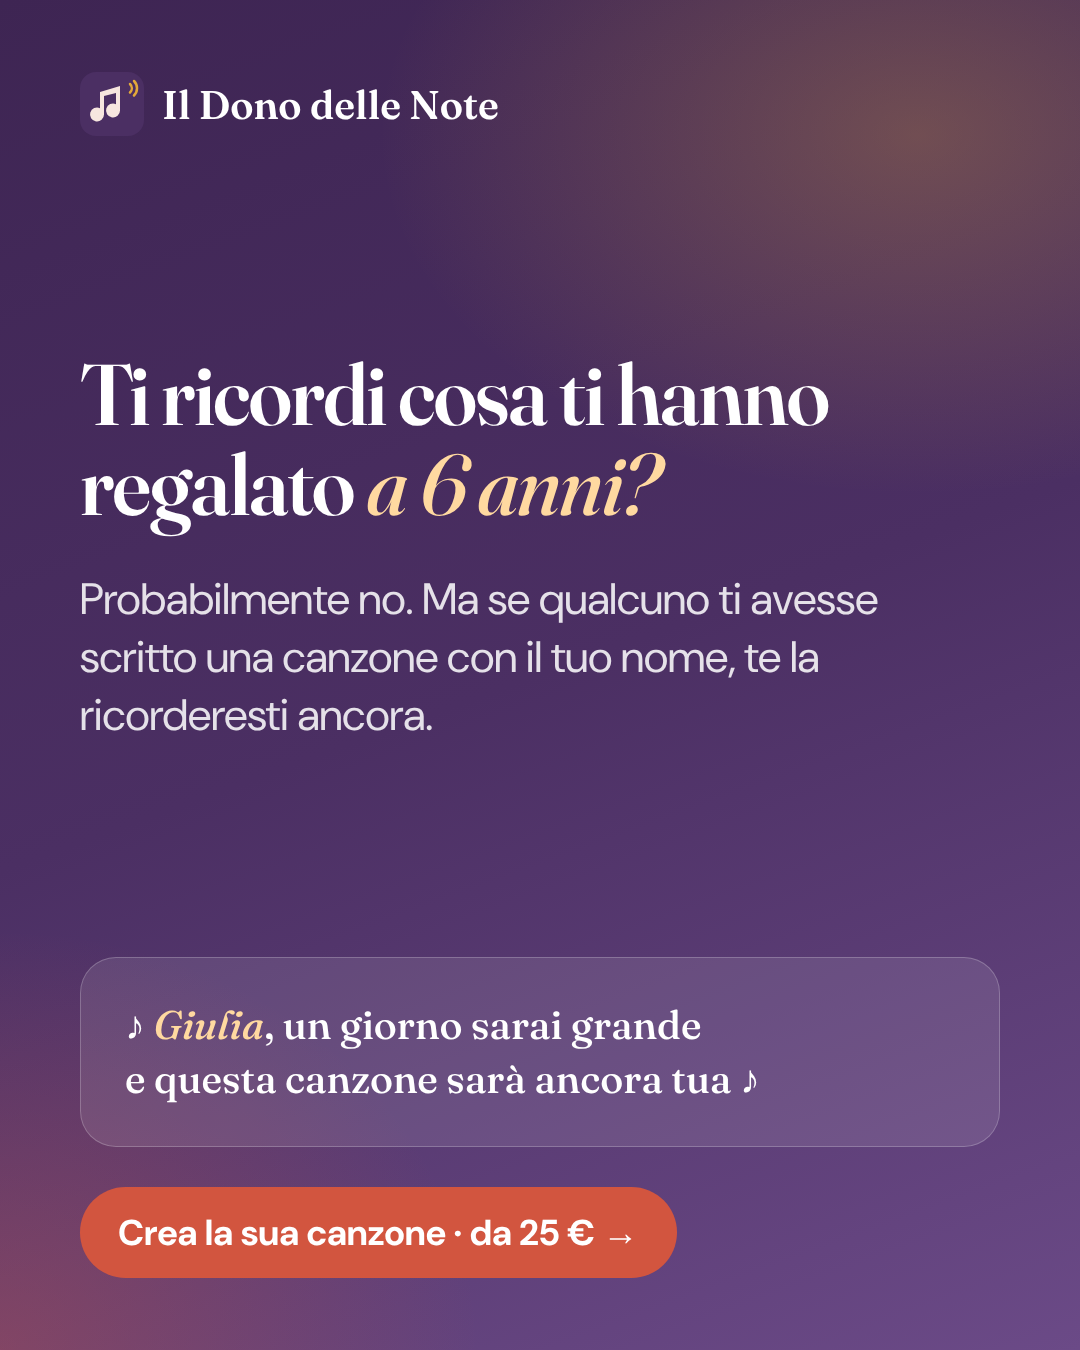 Il Dono delle Note
Ti ricordi cosa ti hanno
regalato a 6 anni?
Probabilmente no. Ma se qualcuno ti avesse
scritto una canzone con il tuo nome, te la
ricorderesti ancora.
♪ Giulia, un giorno sarai grande
e questa canzone sarà ancora tua ♪
Crea la sua canzone · da 25 € →